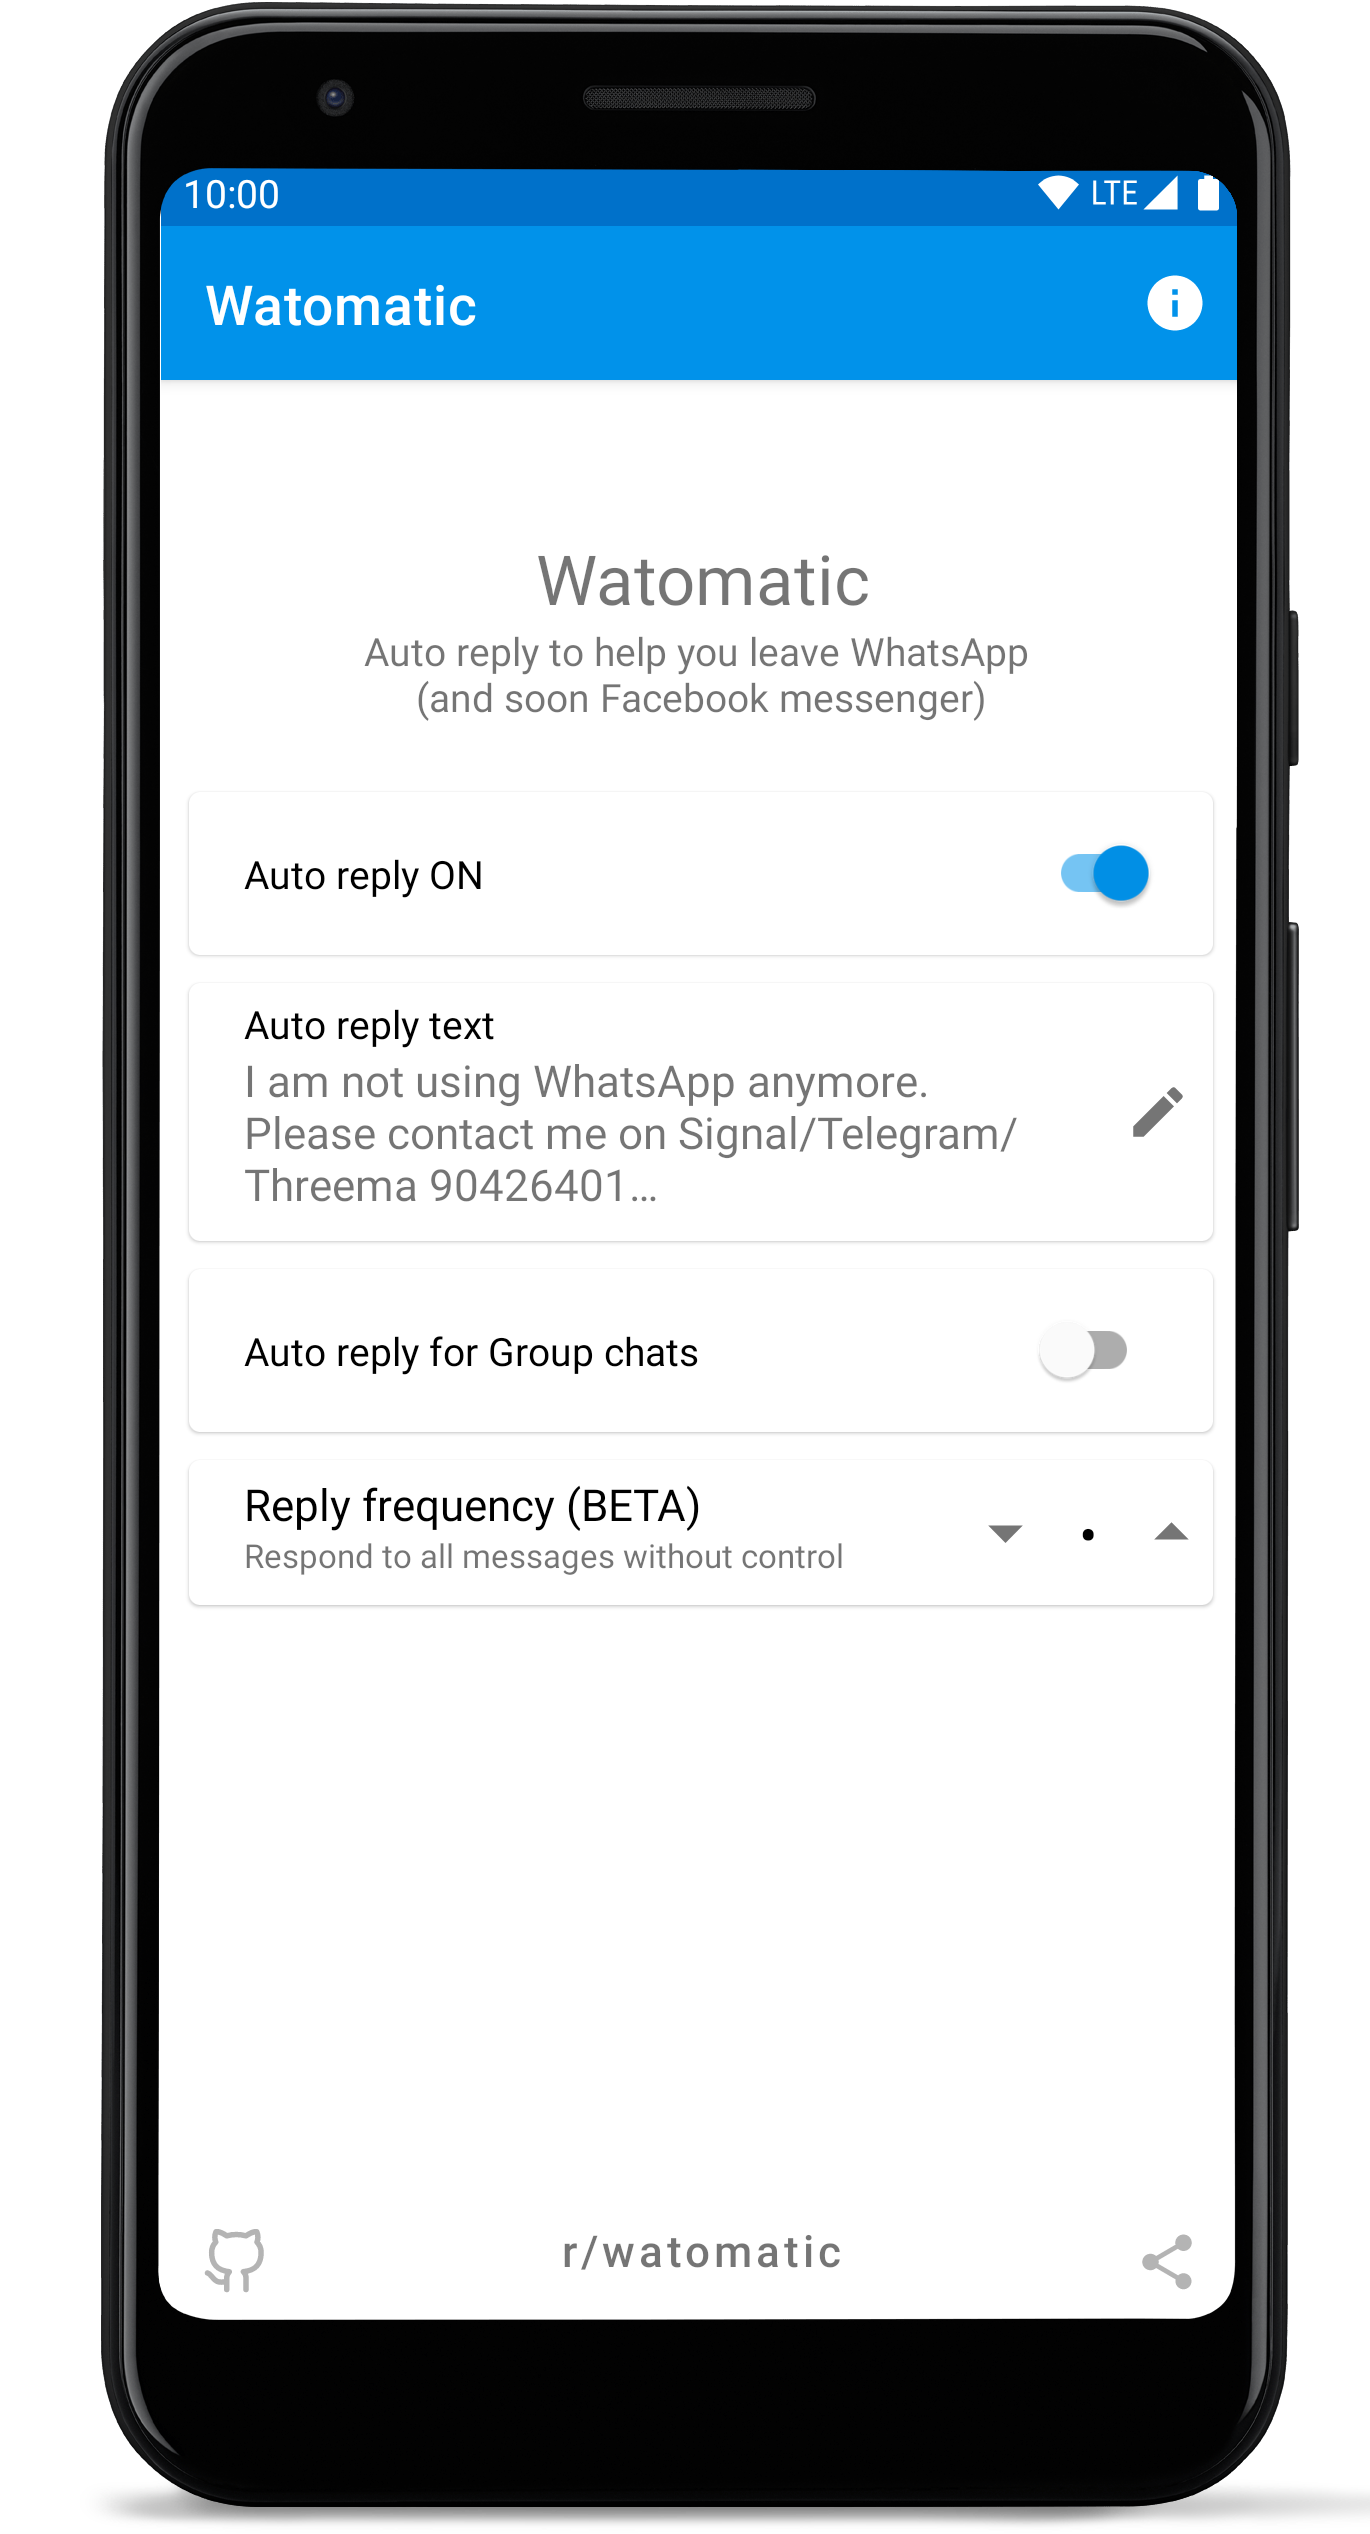 10:00 LTE
Watomatic
Watomatic
Auto reply to help you leave WhatsApp
(and soon Facebook messenger)
Auto reply ON
Auto reply text
I am not using WhatsApp anymore.
Please contact me on Signal/Telegram/
Threema 90426401...
Auto reply for Group chats
Reply frequency (BETA)
Respond to all messages without control
r/watomatic